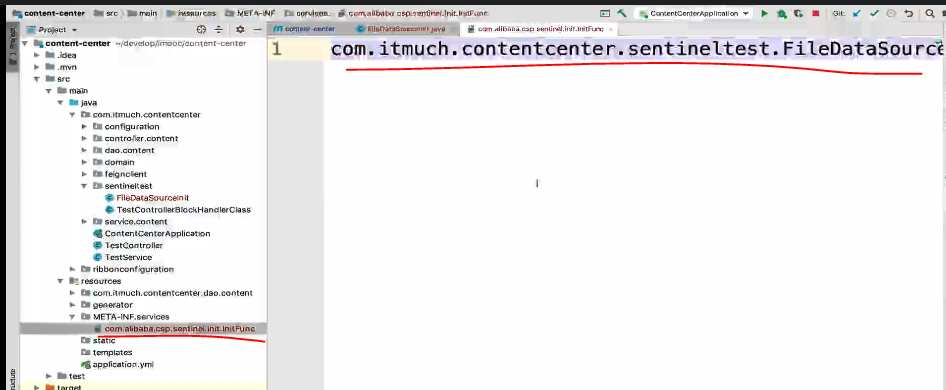 content-center src main resources META-INF services com.alibaba.csp.sentinel.init.InitFunc ContentCenterApplication Git:
Project content-center FileDataSourceInit.java com.alibaba.csp.sentinel.init.InitFunc
content-center ~/develop/imooc/content-center
1 com.itmuch.contentcenter.sentineltest.FileDataSource
.idea
.mvn
src
main
java
com.itmuch.contentcenter
configuration
controller.content
dao.content
domain
feignclient
sentineltest
FileDataSourceInit
TestControllerBlockHandlerClass
service.content
ContentCenterApplication
TestController
TestService
ribbonconfiguration
resources
com.itmuch.contentcenter.dao.content
generator
META-INF.services
com.alibaba.csp.sentinel.init.InitFunc
static
templates
application.yml
test
target